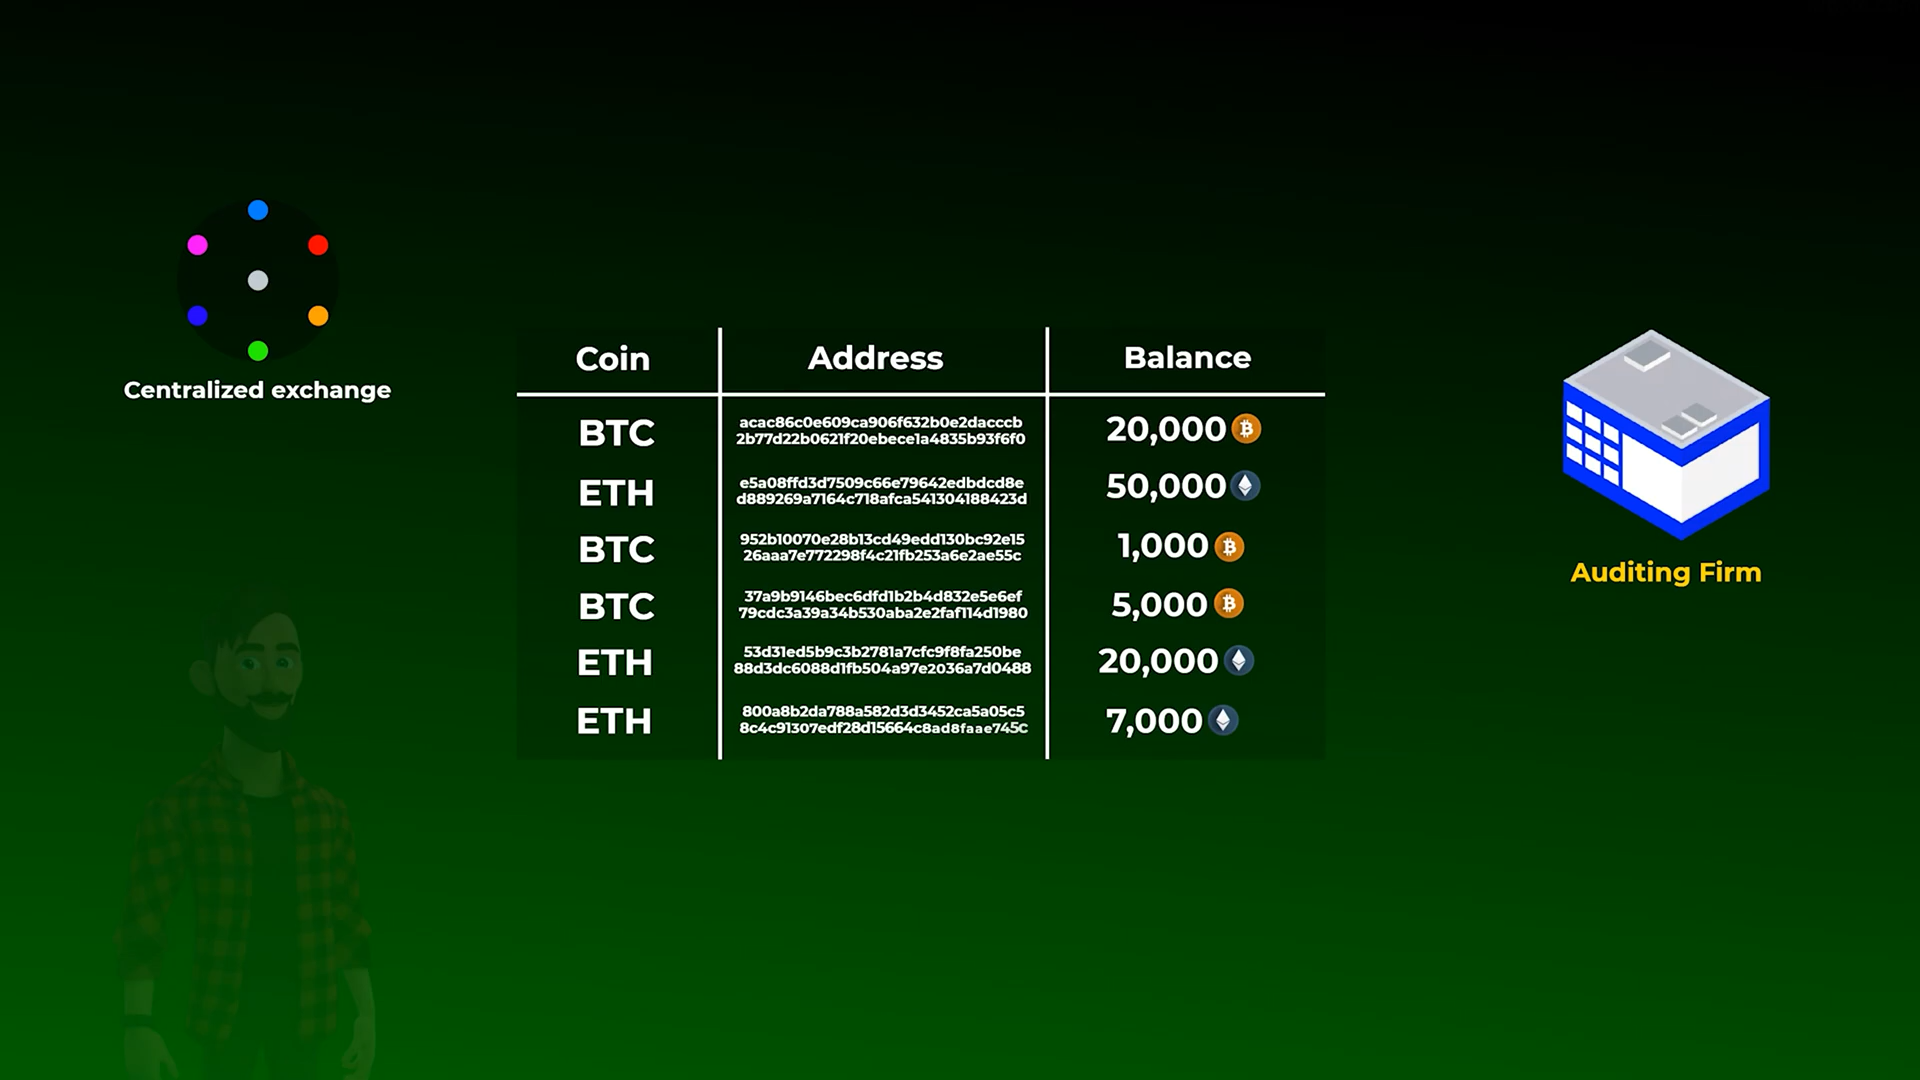 Centralized exchange
Coin Address Balance
BTC acac86c0e609ca906f632b0e2dacccb 20,000
2b77d22b0621f20ebece1a4835b93f6f0
ETH e5a08ffd3d7509c66e79642edbdcd8e 50,000
d889269a7164c718afca541304188423d
BTC 952b10070e28b13cd49edd130bc92e15 1,000
26aaa7e772298f4c21fb253a6e2ae55c
BTC 37a9b9146bec6dfd1b2b4d832e5e6ef 5,000
79cdc3a39a34b530aba2e2faf114d1980
ETH 53d31ed5b9c3b2781a7cfc9f8fa250be 20,000
88d3dc6088d1fb504a97e2036a7d0488
ETH 800a8b2da788a582d3d3452ca5a05c5 7,000
8c4c91307edf28d15664c8ad8faae745c
Auditing Firm